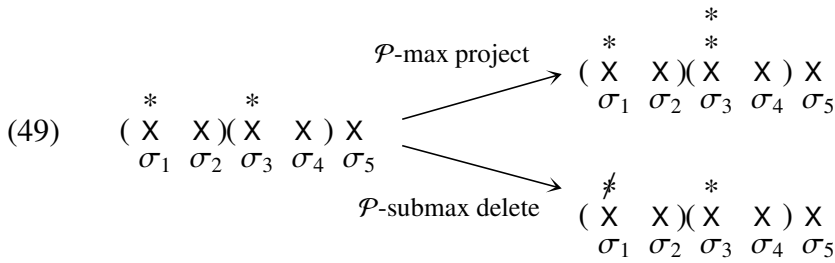 * *
𝒫-max project ( X X)( X X ) X
σ₁ σ₂ σ₃ σ₄ σ₅
*
*
*
(49) ( X X)( X X ) X
σ₁ σ₂ σ₃ σ₄ σ₅
𝒫-submax delete
* *
( X X)( X X ) X
σ₁ σ₂ σ₃ σ₄ σ₅